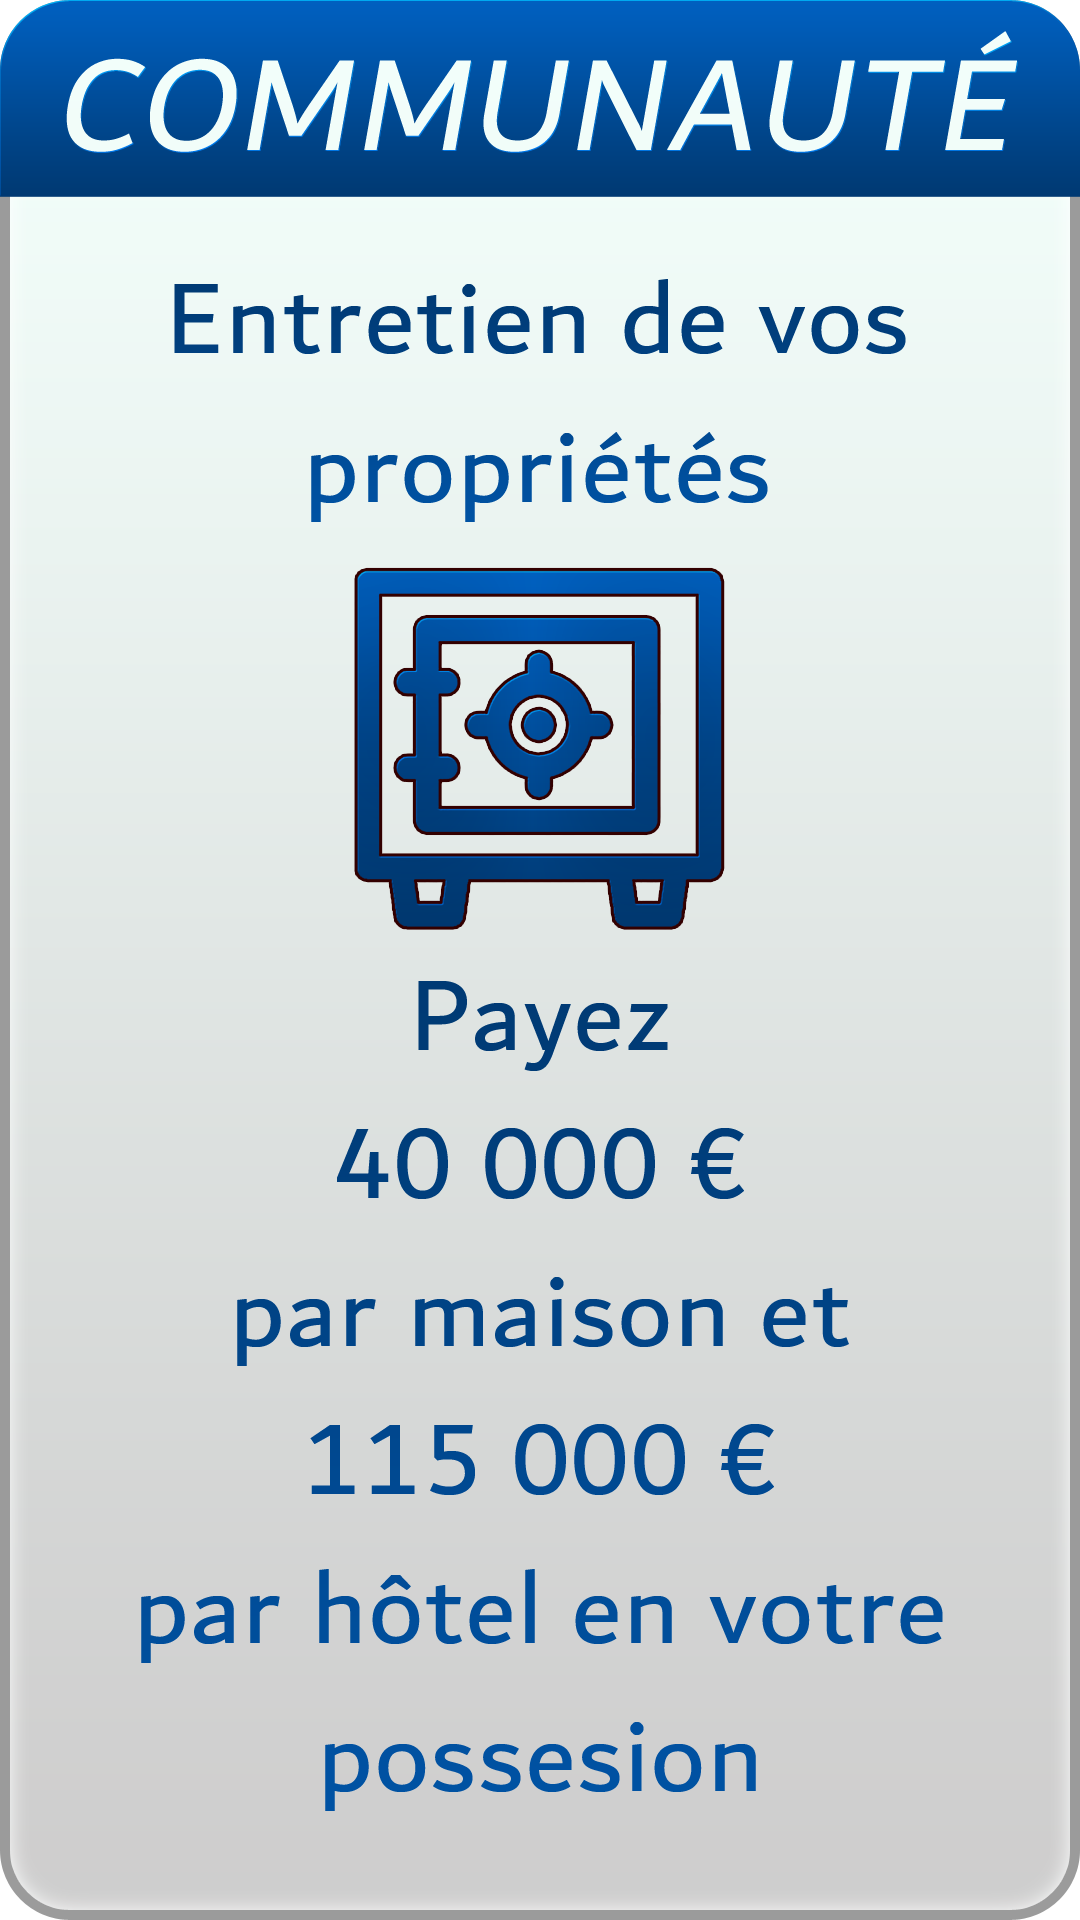 COMMUNAUTÉ
Entretien de vos
propriétés
Payez
40 000 €
par maison et
115 000 €
par hôtel en votre
possesion